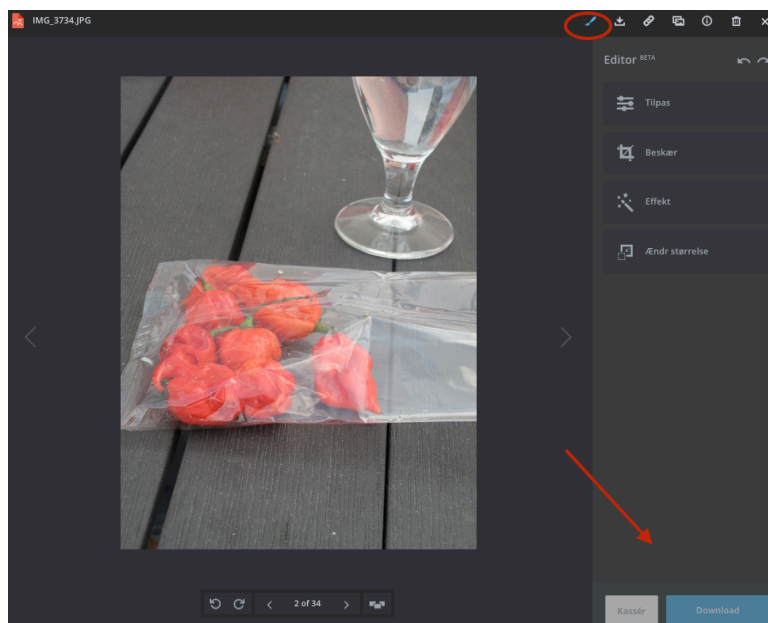 IMG_3734.JPG
Editor BETA
Tilpas
Beskær
Effekt
Ændr størrelse
2 of 34
Kassér
Download